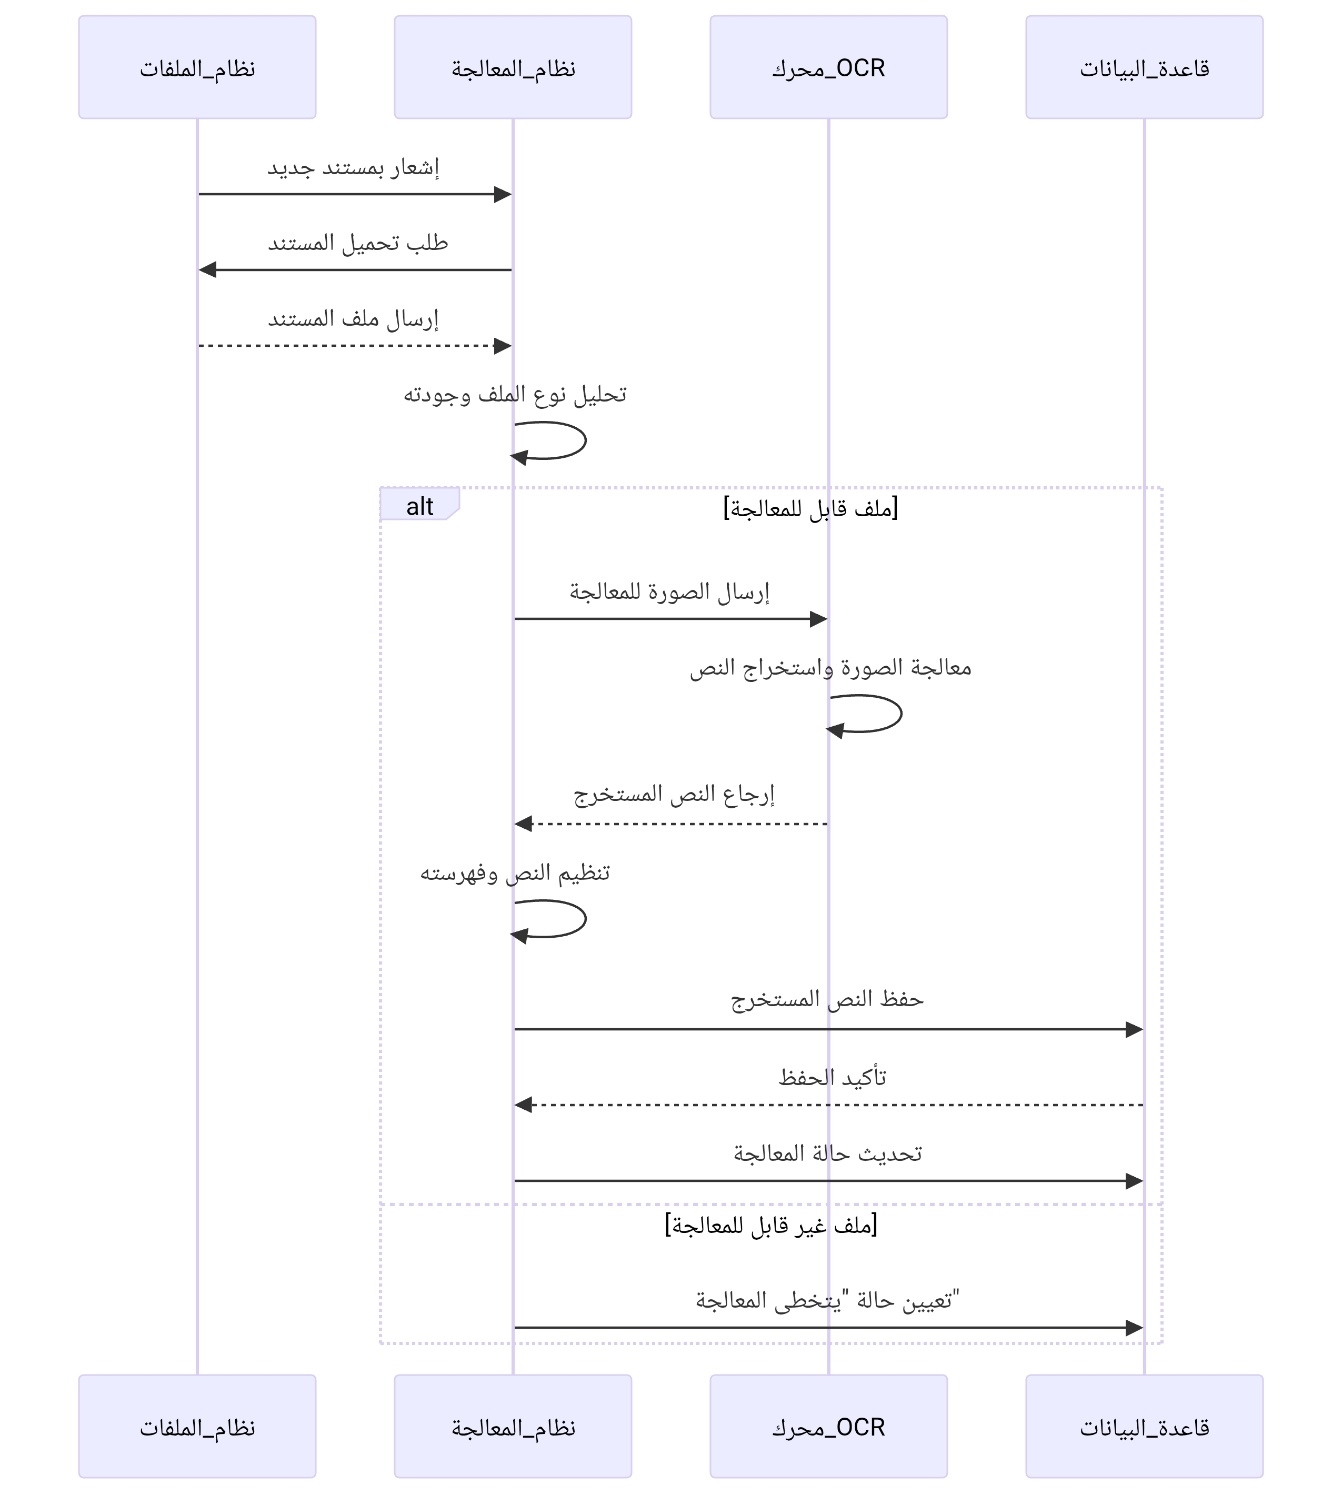 نظام_الملفات
نظام_المعالجة
محرك_OCR
قاعدة_البيانات
إشعار بمستند جديد
طلب تحميل المستند
إرسال ملف المستند
تحليل نوع الملف وجودته
alt
[ملف قابل للمعالجة]
إرسال الصورة للمعالجة
معالجة الصورة واستخراج النص
إرجاع النص المستخرج
تنظيم النص وفهرسته
حفظ النص المستخرج
تأكيد الحفظ
تحديث حالة المعالجة
[ملف غير قابل للمعالجة]
تعيين حالة "يتخطى المعالجة"
نظام_الملفات
نظام_المعالجة
محرك_OCR
قاعدة_البيانات